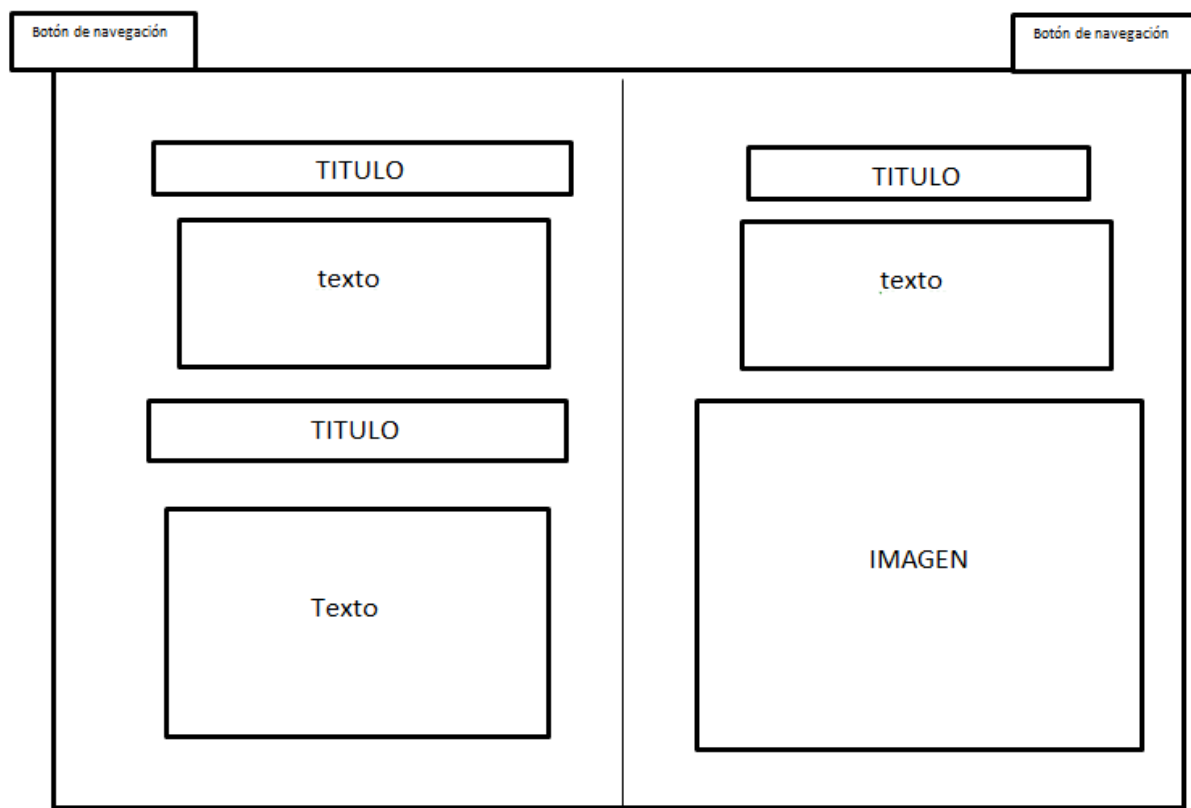 Botón de navegación
Botón de navegación
TITULO
texto
TITULO
Texto
TITULO
texto
IMAGEN